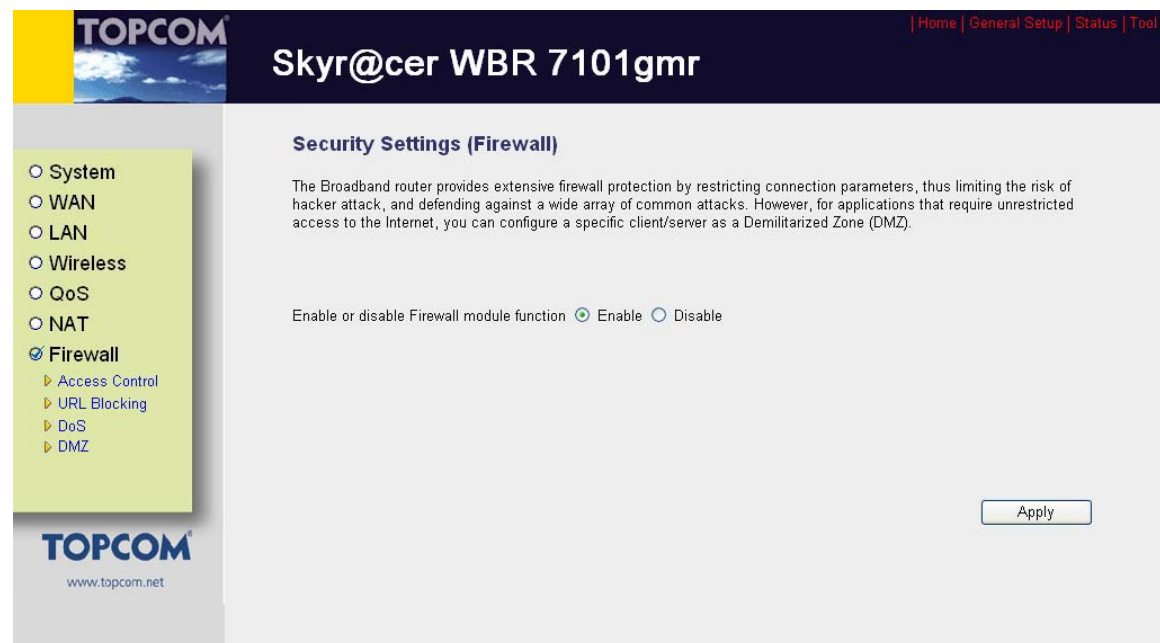 TOPCOM
| Home | General Setup | Status | Tool
Skyr@cer WBR 7101gmr
System
WAN
LAN
Wireless
QoS
NAT
Firewall
Access Control
URL Blocking
DoS
DMZ
TOPCOM
www.topcom.net
Security Settings (Firewall)
The Broadband router provides extensive firewall protection by restricting connection parameters, thus limiting the risk of
hacker attack, and defending against a wide array of common attacks. However, for applications that require unrestricted
access to the Internet, you can configure a specific client/server as a Demilitarized Zone (DMZ).
Enable or disable Firewall module function Enable Disable
Apply